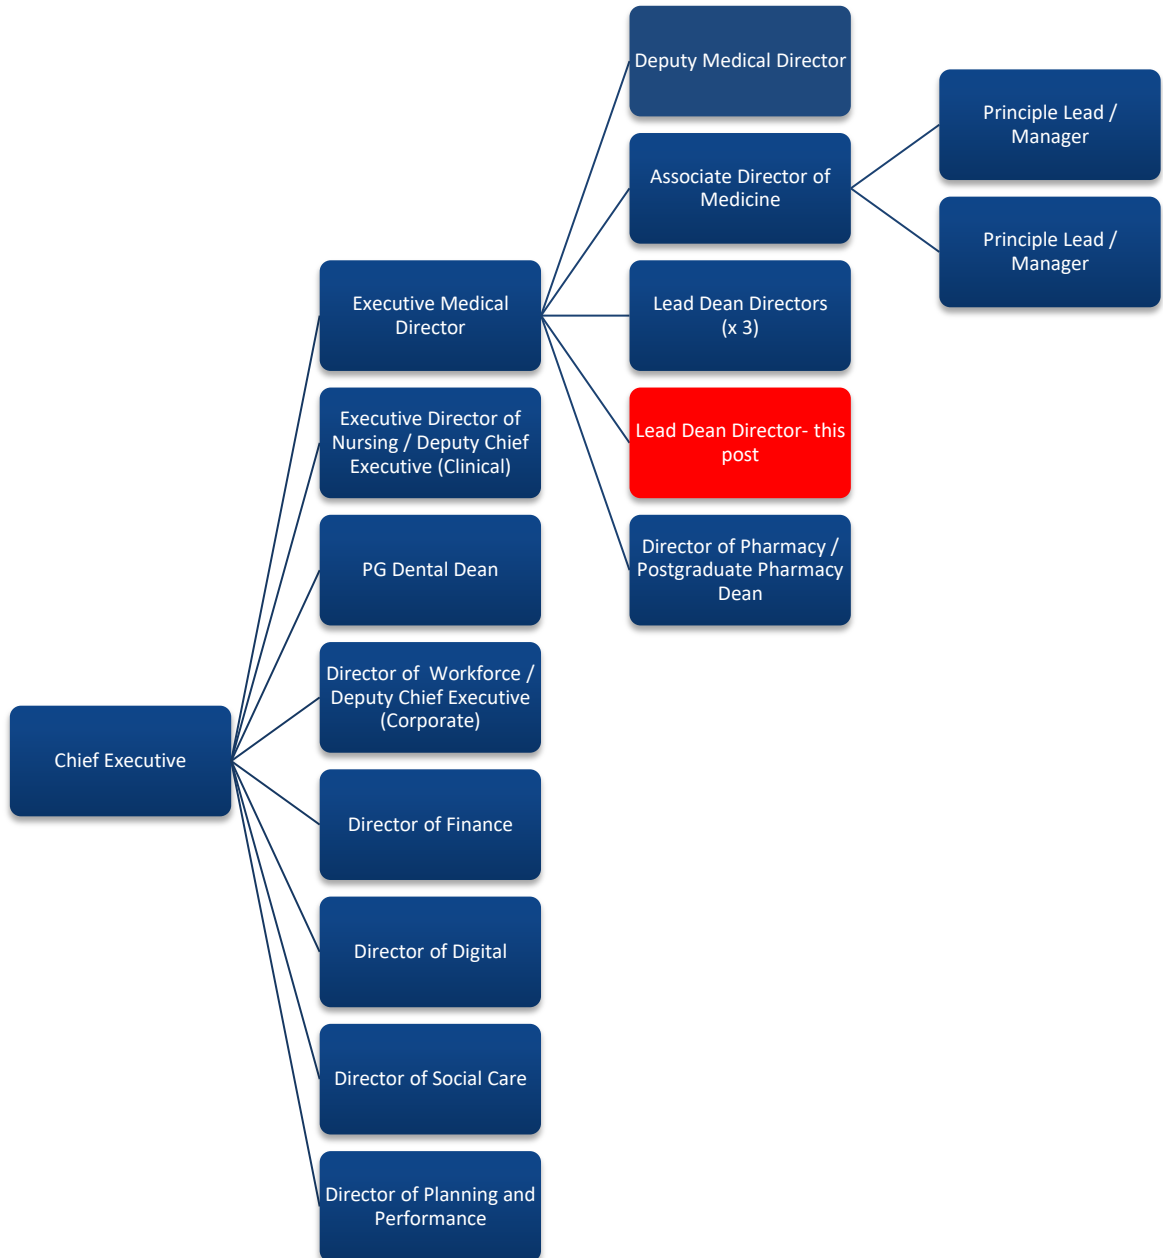 Chief Executive
Executive Medical
Director
Executive Director of
Nursing / Deputy Chief
Executive (Clinical)
PG Dental Dean
Director of  Workforce /
Deputy Chief Executive
(Corporate)
Director of Finance
Director of Digital
Director of Social Care
Director of Planning and
Performance
Deputy Medical Director
Associate Director of
Medicine
Lead Dean Directors
(x 3)
Lead Dean Director- this
post
Director of Pharmacy /
Postgraduate Pharmacy
Dean
Principle Lead /
Manager
Principle Lead /
Manager